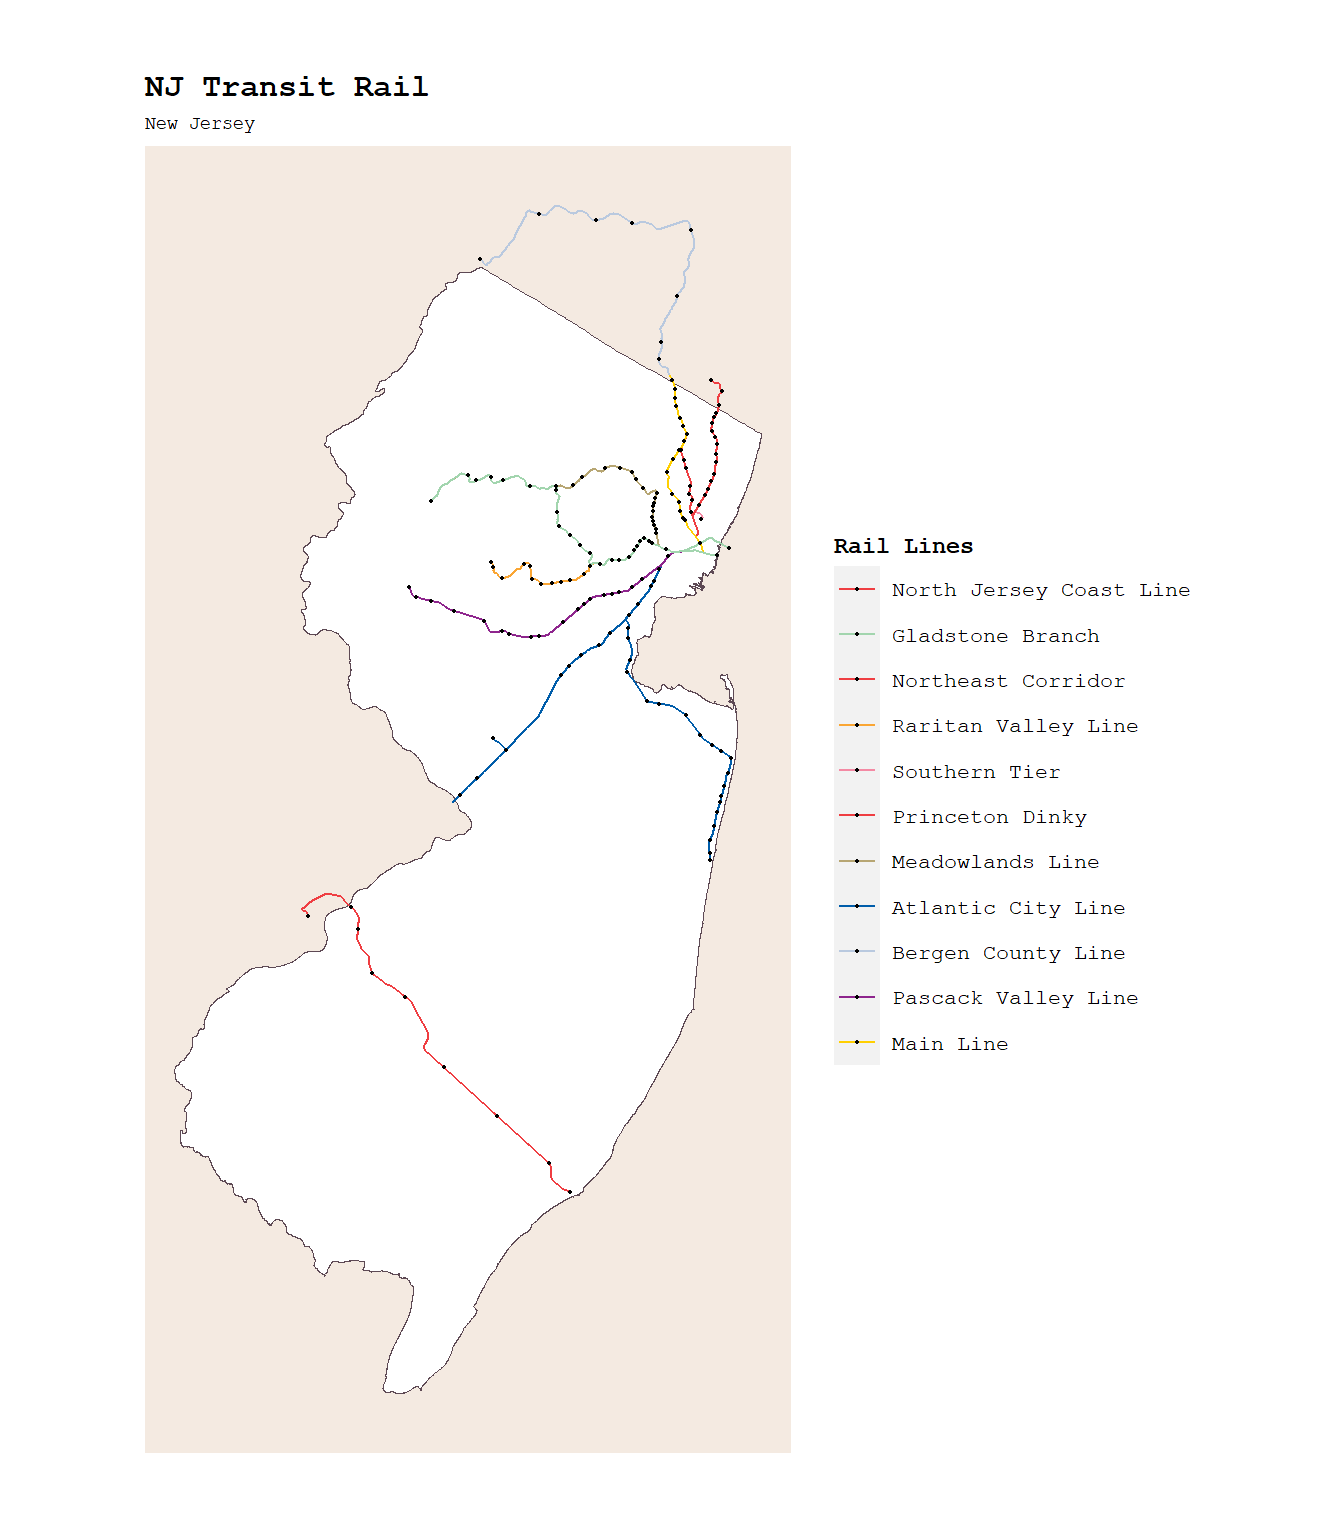 NJ Transit Rail
New Jersey
Rail Lines
North Jersey Coast Line
Gladstone Branch
Northeast Corridor
Raritan Valley Line
Southern Tier
Princeton Dinky
Meadowlands Line
Atlantic City Line
Bergen County Line
Pascack Valley Line
Main Line